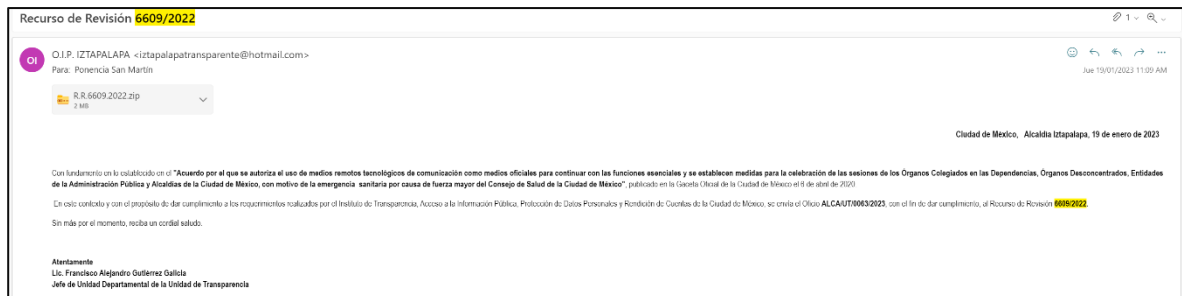 Recurso de Revisión 6609/2022
1
OI
O.I.P. IZTAPALAPA <iztapalapatransparente@hotmail.com>
Para: Ponencia San Martín
Jue 19/01/2023 11:09 AM
R.R.6609.2022.zip
2 MB
Ciudad de México, Alcaldía Iztapalapa, 19 de enero de 2023
Con fundamento en lo establecido en el "Acuerdo por el que se autoriza el uso de medios remotos tecnológicos de comunicación como medios oficiales para continuar con las funciones esenciales y se establecen medidas para la celebración de las sesiones de los Órganos Colegiados en las Dependencias, Órganos Desconcentrados, Entidades
de la Administración Pública y Alcaldías de la Ciudad de México, con motivo de la emergencia sanitaria por causa de fuerza mayor del Consejo de Salud de la Ciudad de México", publicado en la Gaceta Oficial de la Ciudad de México el 6 de abril de 2020
En este contexto y con el propósito de dar cumplimiento a los requerimientos realizados por el Instituto de Transparencia, Acceso a la Información Pública, Protección de Datos Personales y Rendición de Cuentas de la Ciudad de México, se envía el Oficio ALCA/UT/0063/2023, con el fin de dar cumplimiento, al Recurso de Revisión 6609/2022.
Sin más por el momento, reciba un cordial saludo.
Atentamente
Lic. Francisco Alejandro Gutiérrez Galicia
Jefe de Unidad Departamental de la Unidad de Transparencia